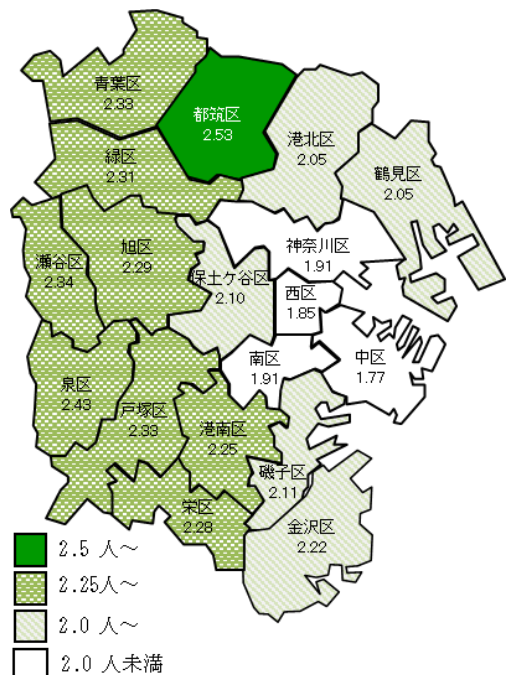 青葉区
2.33
都筑区
2.53
港北区
2.05
緑区
2.31
鶴見区
2.05
旭区
2.29
瀬谷区
2.34
保土ケ谷区
2.10
神奈川区
1.91
西区
1.85
南区
1.91
中区
1.77
泉区
2.43
戸塚区
2.33
港南区
2.25
磯子区
2.11
栄区
2.28
金沢区
2.22
2.5 人～
2.25人～
2.0 人～
2.0 人未満